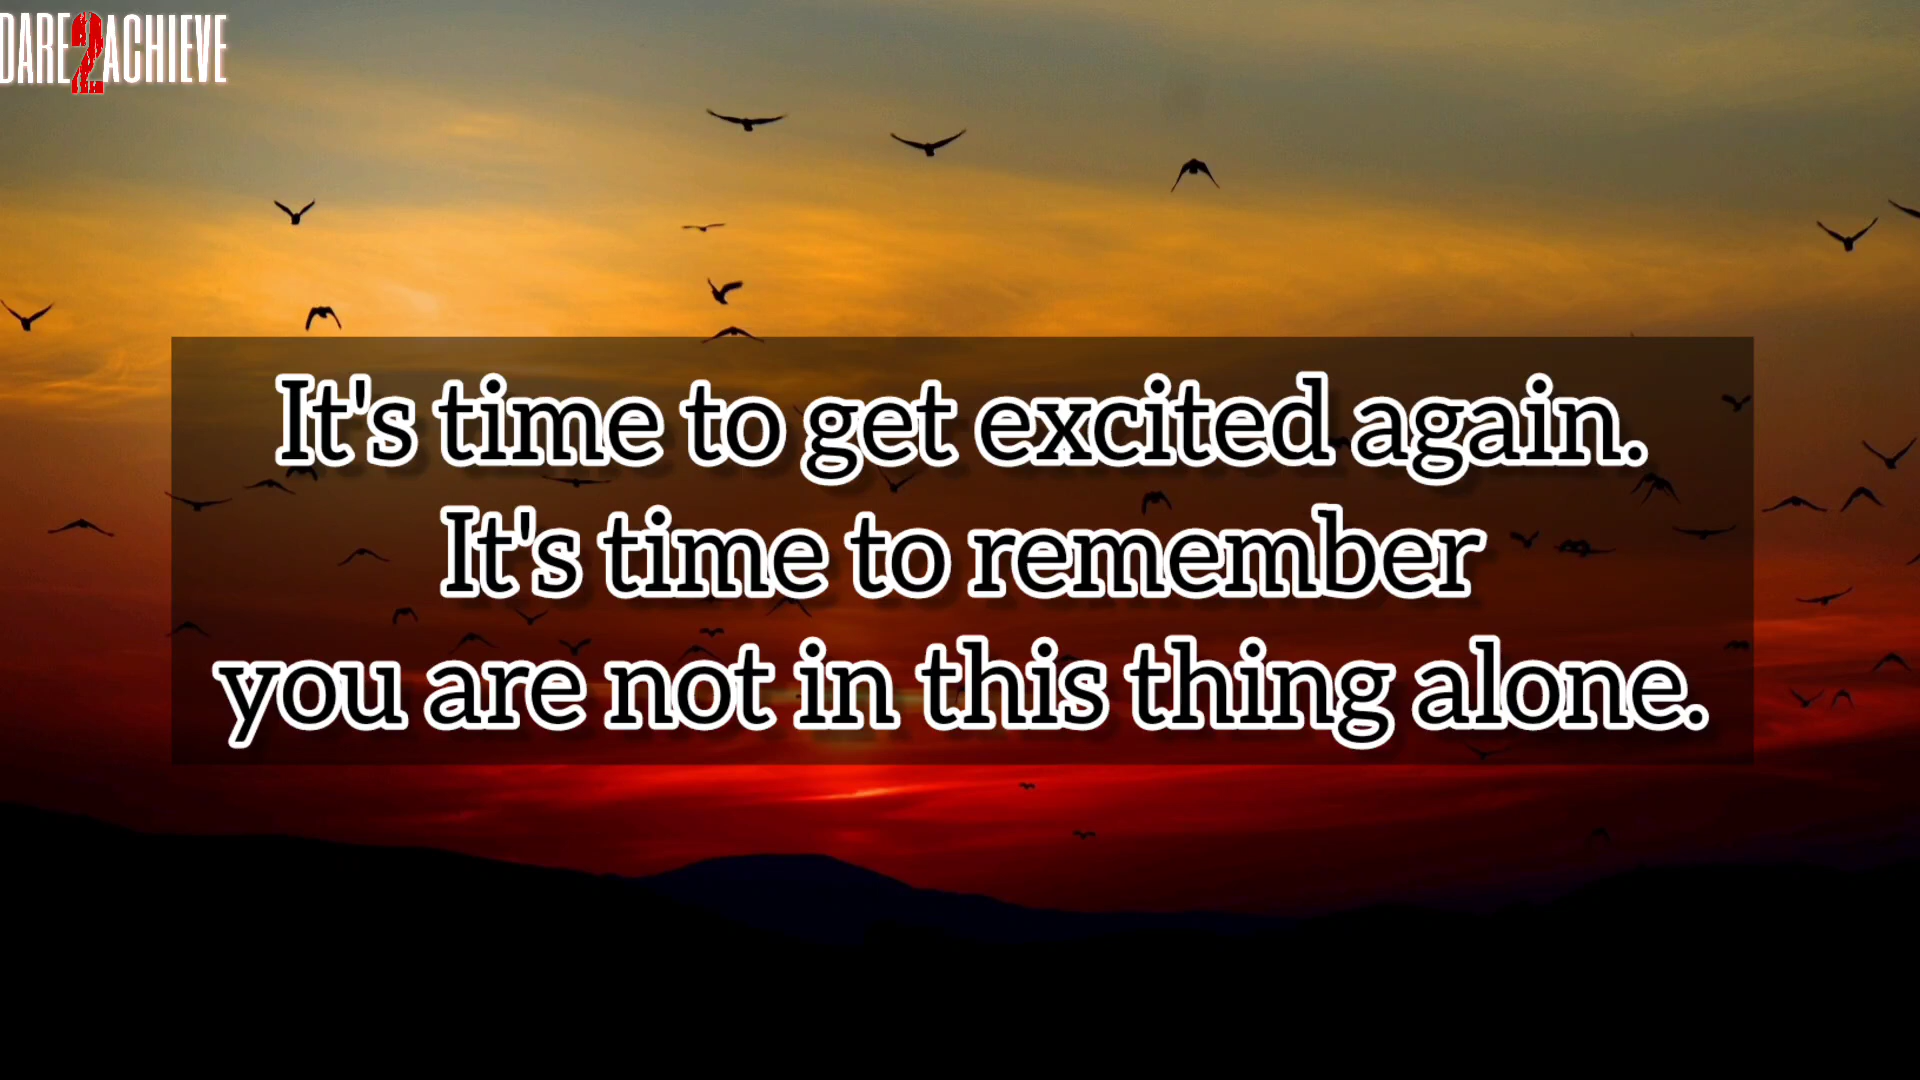 DARE2ACHIEVE
It's time to get excited again.
It's time to remember
you are not in this thing alone.